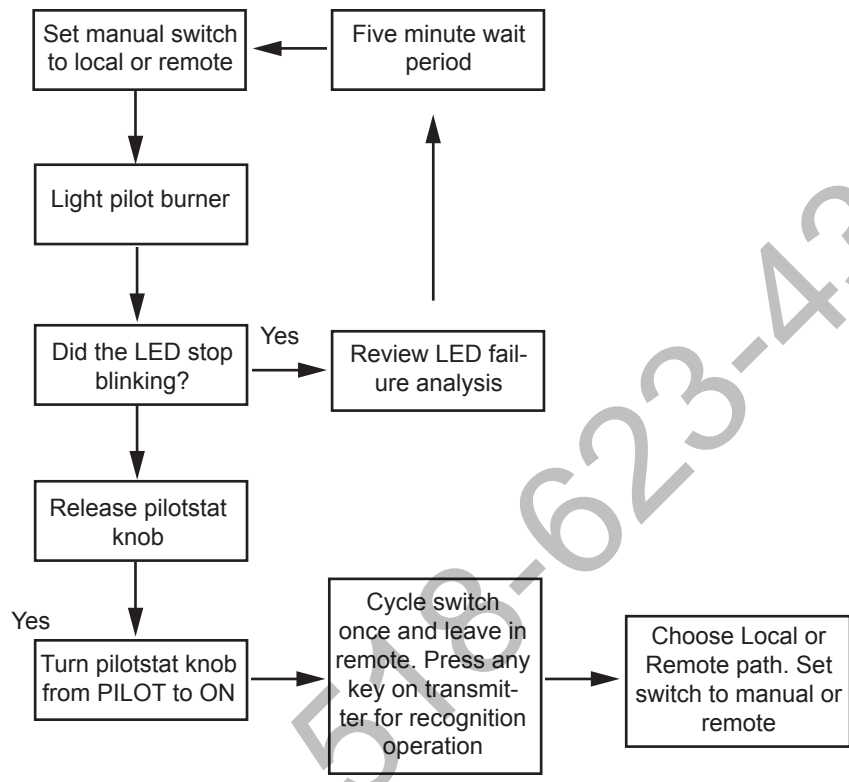 Set manual switch
to local or remote
Five minute wait
period
Light pilot burner
Did the LED stop
blinking?
Yes
Review LED fail-
ure analysis
Release pilotstat
knob
Yes
Turn pilotstat knob
from PILOT to ON
Cycle switch
once and leave in
remote. Press any
key on transmit-
ter for recognition
operation
Choose Local or
Remote path. Set
switch to manual or
remote
518-623-43